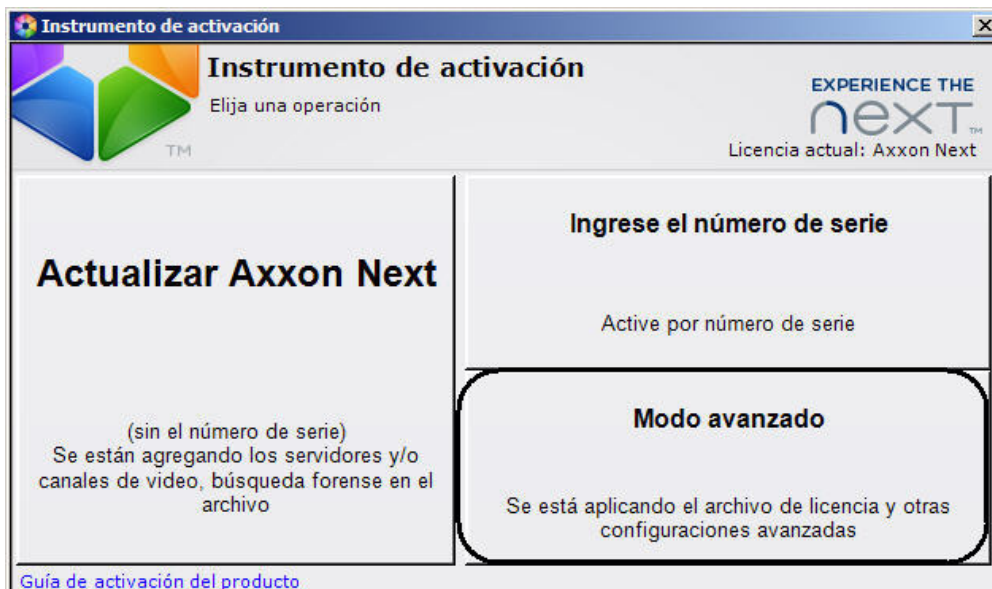 Instrumento de activación
Instrumento de activación
Elija una operación
TM
EXPERIENCE THE
next TM
Licencia actual: Axxon Next
Actualizar Axxon Next
(sin el número de serie)
Se están agregando los servidores y/o
canales de video, búsqueda forense en el
archivo
Ingrese el número de serie
Active por número de serie
Modo avanzado
Se está aplicando el archivo de licencia y otras
configuraciones avanzadas
Guía de activación del producto